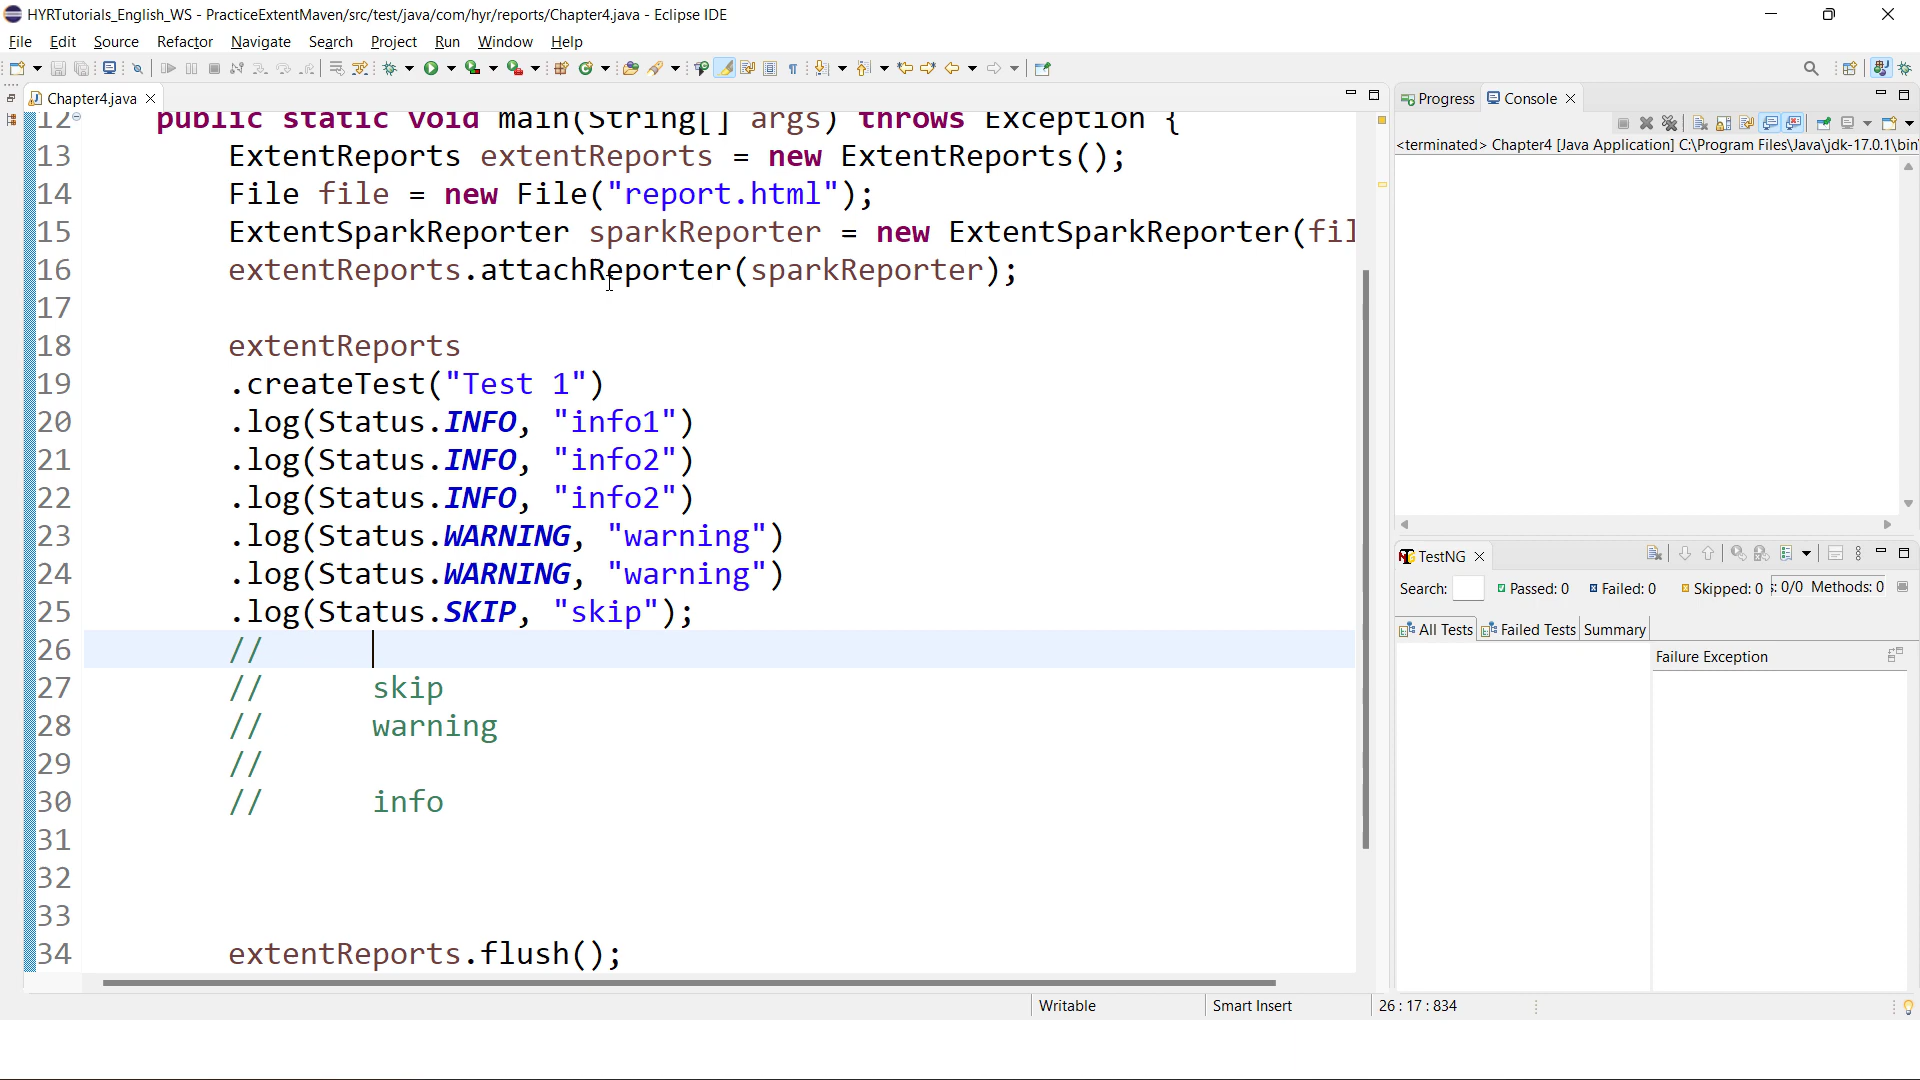 HYRTutorials_English_WS - PracticeExtentMaven/src/test/java/com/hyr/reports/Chapter4.java - Eclipse IDE
File Edit Source Refactor Navigate Search Project Run Window Help
Chapter4.java
12 public static void main(String[] args) throws Exception {
13 ExtentReports extentReports = new ExtentReports();
14 File file = new File("report.html");
15 ExtentSparkReporter sparkReporter = new ExtentSparkReporter(fil
16 extentReports.attachReporter(sparkReporter);
17
18 extentReports
19 .createTest("Test 1")
20 .log(Status.INFO, "info1")
21 .log(Status.INFO, "info2")
22 .log(Status.INFO, "info2")
23 .log(Status.WARNING, "warning")
24 .log(Status.WARNING, "warning")
25 .log(Status.SKIP, "skip");
26 //
27 // skip
28 // warning
29 //
30 // info
31
32
33
34 extentReports.flush();
Progress Console
<terminated> Chapter4 [Java Application] C:\Program Files\Java\jdk-17.0.1\bin
TestNG
Search: Passed: 0 Failed: 0 Skipped: 0 : 0/0 Methods: 0
All Tests Failed Tests Summary
Failure Exception
Writable Smart Insert 26 : 17 : 834